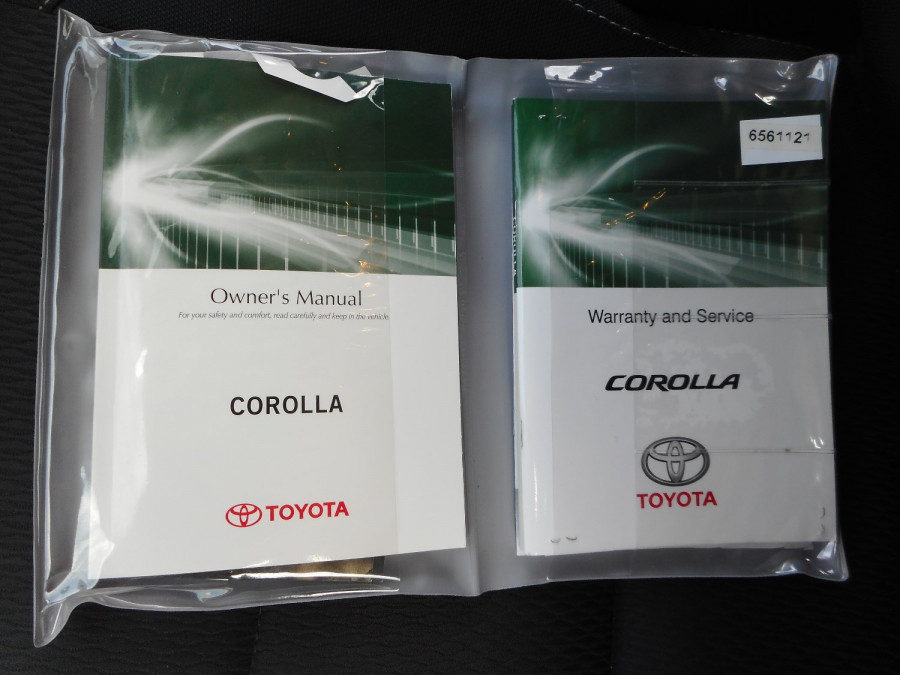 Owner's Manual
For your safety and comfort, read carefully and keep in the vehicle.
COROLLA
TOYOTA
6561121
Warranty and Service
COROLLA
TOYOTA